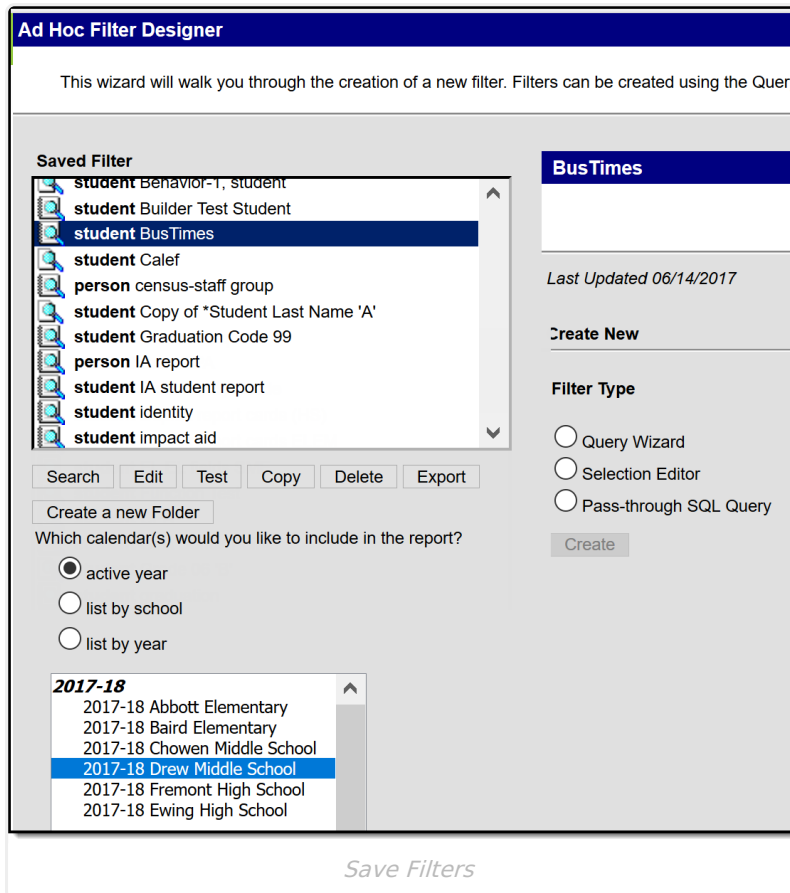 Ad Hoc Filter Designer
This wizard will walk you through the creation of a new filter. Filters can be created using the Quer
Saved Filter
student Behavior-1, student
student Builder Test Student
student BusTimes
student Calef
person census-staff group
student Copy of *Student Last Name 'A'
student Graduation Code 99
person IA report
student IA student report
student identity
student impact aid
Search Edit Test Copy Delete Export
Create a new Folder
Which calendar(s) would you like to include in the report?
active year
list by school
list by year
2017-18
2017-18 Abbott Elementary
2017-18 Baird Elementary
2017-18 Chowen Middle School
2017-18 Drew Middle School
2017-18 Fremont High School
2017-18 Ewing High School
BusTimes
Last Updated 06/14/2017
Create New
Filter Type
Query Wizard
Selection Editor
Pass-through SQL Query
Create
Save Filters